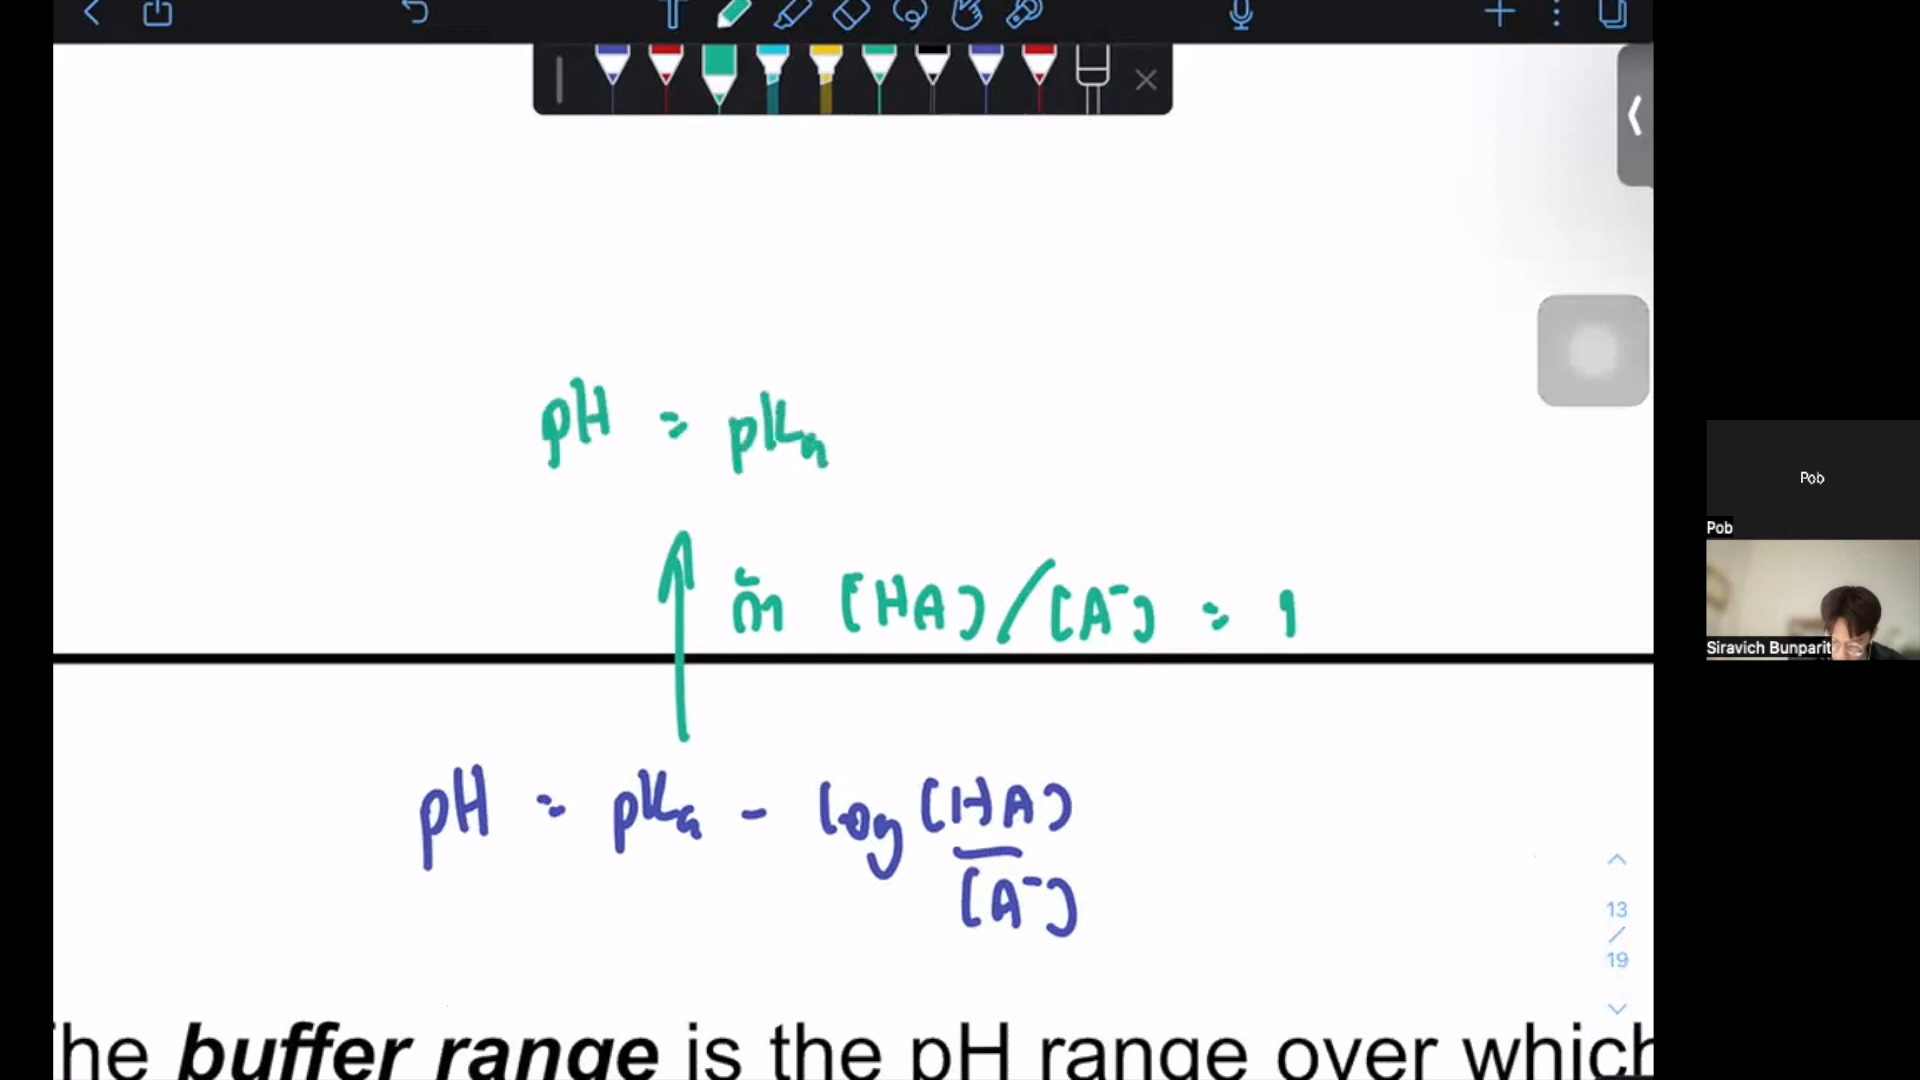 pH = pKa
ถ้า [HA]/[A⁻] = 1
pH = pKa - log [HA]
[A⁻]
he buffer range is the pH range over which
13
/
19
Pob
Pob
Siravich Bunparit